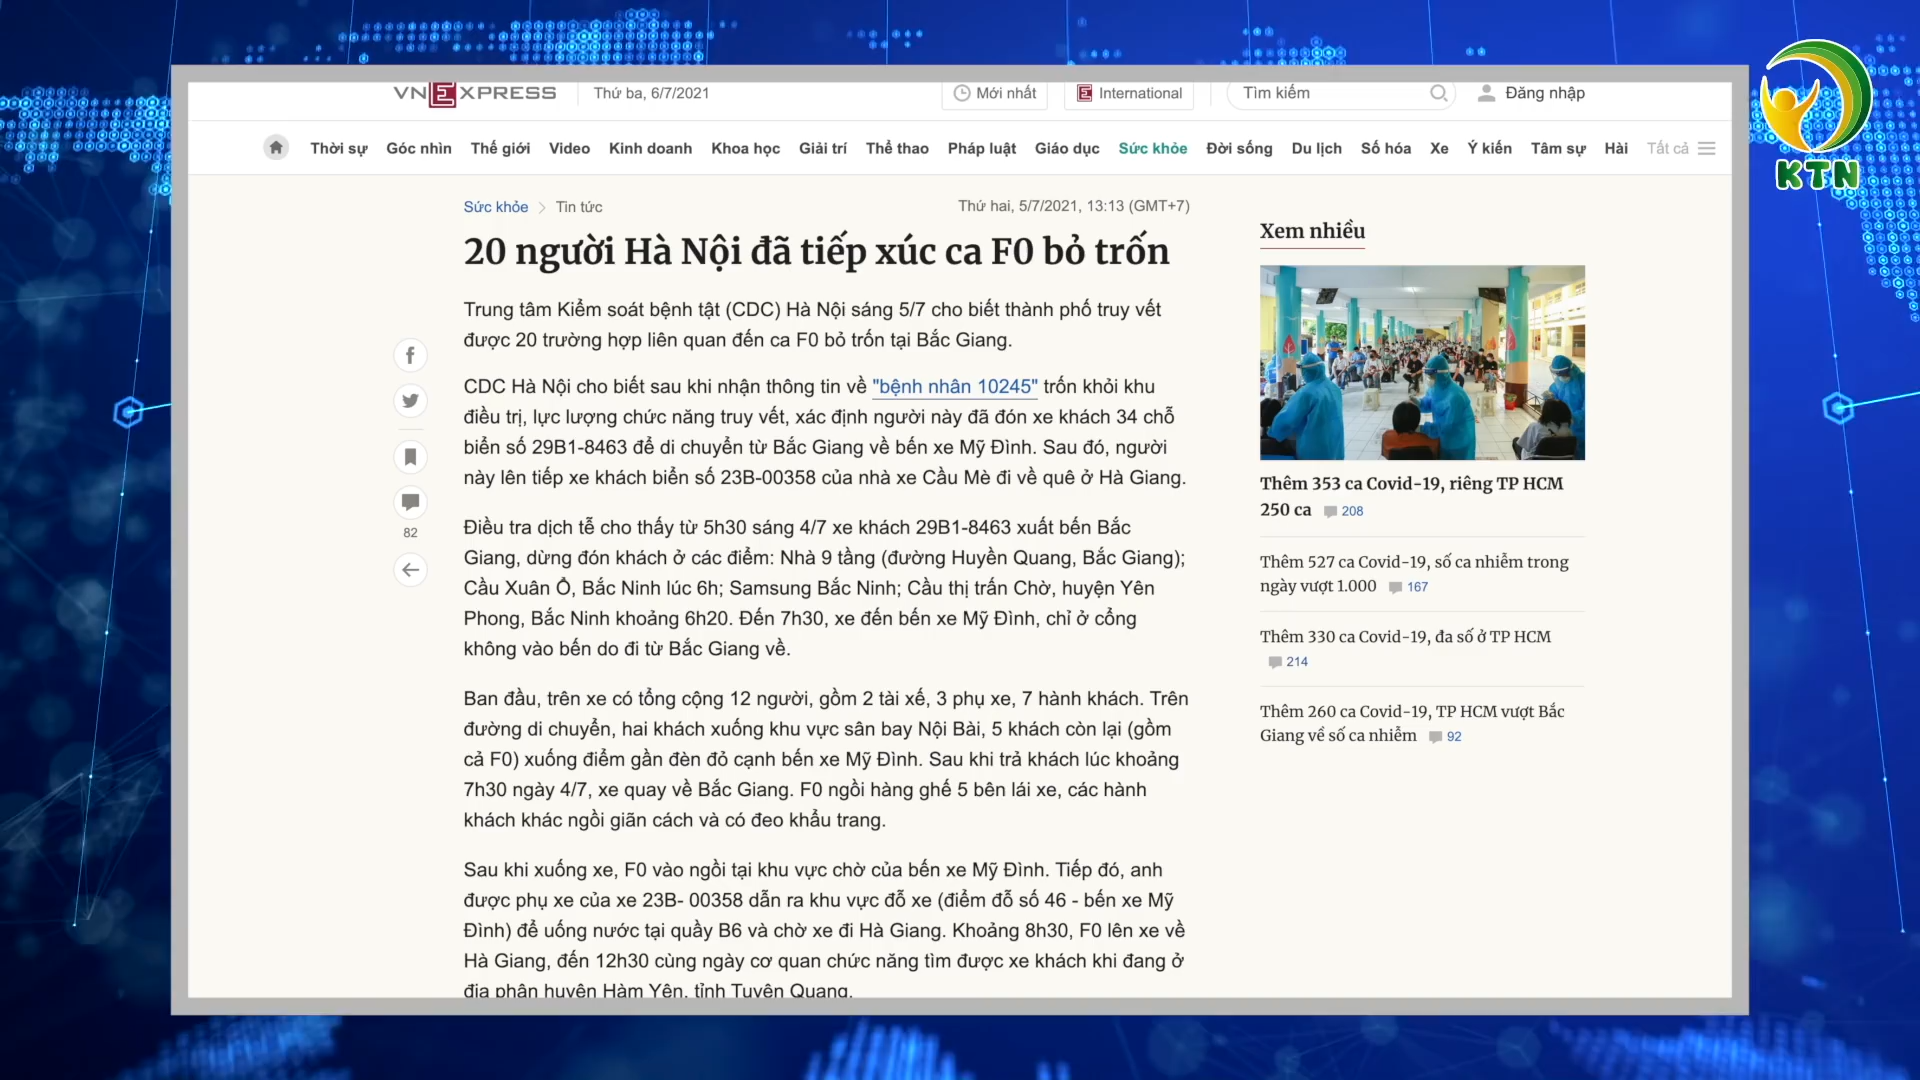 VNEXPRESS
Thứ ba, 6/7/2021
Mới nhất
International
Tìm kiếm
Đăng nhập
Thời sự Góc nhìn Thế giới Video Kinh doanh Khoa học Giải trí Thể thao Pháp luật Giáo dục Sức khỏe Đời sống Du lịch Số hóa Xe Ý kiến Tâm sự Hài Tất cả
KTN
Sức khỏe > Tin tức
Thứ hai, 5/7/2021, 13:13 (GMT+7)
20 người Hà Nội đã tiếp xúc ca F0 bỏ trốn
Trung tâm Kiểm soát bệnh tật (CDC) Hà Nội sáng 5/7 cho biết thành phố truy vết
được 20 trường hợp liên quan đến ca F0 bỏ trốn tại Bắc Giang.
CDC Hà Nội cho biết sau khi nhận thông tin về "bệnh nhân 10245" trốn khỏi khu
điều trị, lực lượng chức năng truy vết, xác định người này đã đón xe khách 34 chỗ
biển số 29B1-8463 để di chuyển từ Bắc Giang về bến xe Mỹ Đình. Sau đó, người
này lên tiếp xe khách biển số 23B-00358 của nhà xe Cầu Mè đi về quê ở Hà Giang.
82
Điều tra dịch tễ cho thấy từ 5h30 sáng 4/7 xe khách 29B1-8463 xuất bến Bắc
Giang, dừng đón khách ở các điểm: Nhà 9 tầng (đường Huyền Quang, Bắc Giang);
Cầu Xuân Ổ, Bắc Ninh lúc 6h; Samsung Bắc Ninh; Cầu thị trấn Chờ, huyện Yên
Phong, Bắc Ninh khoảng 6h20. Đến 7h30, xe đến bến xe Mỹ Đình, chỉ ở cổng
không vào bến do đi từ Bắc Giang về.
Ban đầu, trên xe có tổng cộng 12 người, gồm 2 tài xế, 3 phụ xe, 7 hành khách. Trên
đường di chuyển, hai khách xuống khu vực sân bay Nội Bài, 5 khách còn lại (gồm
cả F0) xuống điểm gần đèn đỏ cạnh bến xe Mỹ Đình. Sau khi trả khách lúc khoảng
7h30 ngày 4/7, xe quay về Bắc Giang. F0 ngồi hàng ghế 5 bên lái xe, các hành
khách khác ngồi giãn cách và có đeo khẩu trang.
Sau khi xuống xe, F0 vào ngồi tại khu vực chờ của bến xe Mỹ Đình. Tiếp đó, anh
được phụ xe của xe 23B- 00358 dẫn ra khu vực đỗ xe (điểm đỗ số 46 - bến xe Mỹ
Đình) để uống nước tại quầy B6 và chờ xe đi Hà Giang. Khoảng 8h30, F0 lên xe về
Hà Giang, đến 12h30 cùng ngày cơ quan chức năng tìm được xe khách khi đang ở
địa phận huyện Hàm Yên, tỉnh Tuyên Quang.
Xem nhiều
Thêm 353 ca Covid-19, riêng TP HCM
250 ca 208
Thêm 527 ca Covid-19, số ca nhiễm trong
ngày vượt 1.000 167
Thêm 330 ca Covid-19, đa số ở TP HCM
214
Thêm 260 ca Covid-19, TP HCM vượt Bắc
Giang về số ca nhiễm 92